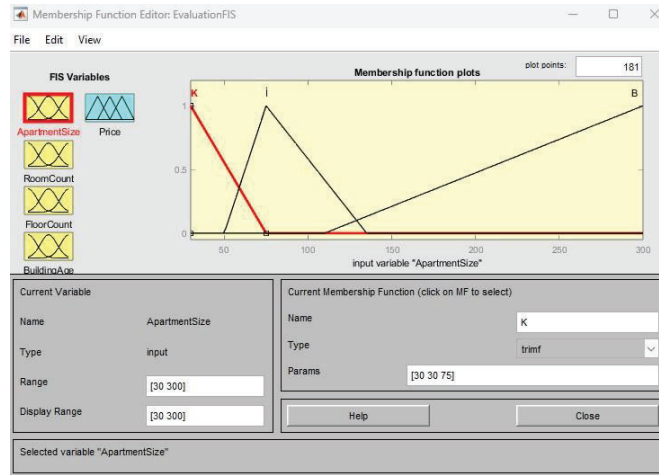 Membership Function Editor: EvaluationFIS
File Edit View
FIS Variables
ApartmentSize
Price
RoomCount
FloorCount
BuildingAge
Membership function plots
plot points: 181
K İ B
1
0.5
0
50 100 150 200 250 300
input variable "ApartmentSize"
Current Variable
Name ApartmentSize
Type input
Range [30 300]
Display Range [30 300]
Current Membership Function (click on MF to select)
Name K
Type trimf
Params [30 30 75]
Help Close
Selected variable "ApartmentSize"